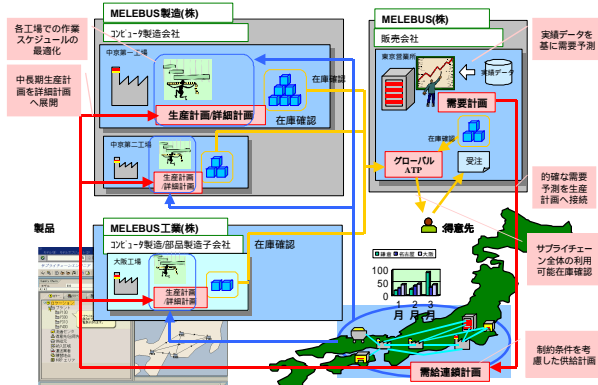 各工場での作業
スケジュールの
最適化
MELEBUS製造(株)
コンピュータ製造会社
中京第一工場
生産計画/詳細計画
在庫確認
在庫確認
中長期生産計
画を詳細計画
へ展開
中京第二工場
生産計画
/詳細計画
MELEBUS工業(株)
コンピュータ製造/部品製造子会社
在庫確認
大阪工場
生産計画
/詳細計画
製品
MELEBUS(株)
販売会社
東京営業所
実績データ
需要計画
在庫確認
グローバル
ATP
受注
:得意先
実績データを
基に需要予測
的確な需要
予測を生産
計画へ接続
サプライチェー
ン全体の利用
可能在庫確認
制約条件を考
慮した供給計画
鎌倉 名古屋 大阪
100
50
0
1 2 3
月 月 月
需給連鎖計画